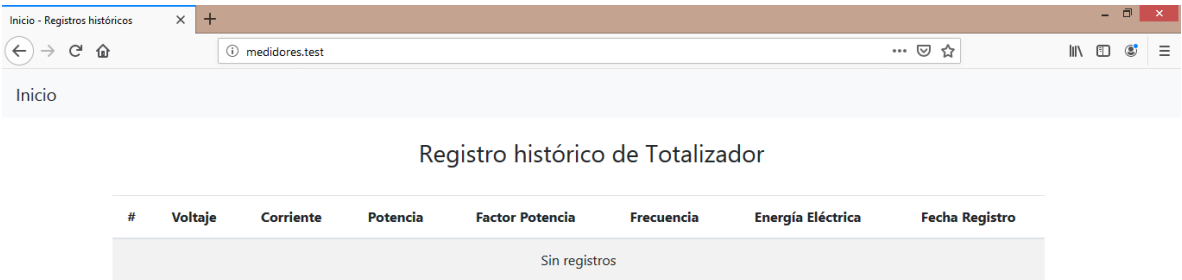 Inicio - Registros históricos
medidores.test
Inicio
Registro histórico de Totalizador
# Voltaje Corriente Potencia Factor Potencia Frecuencia Energía Eléctrica Fecha Registro
Sin registros